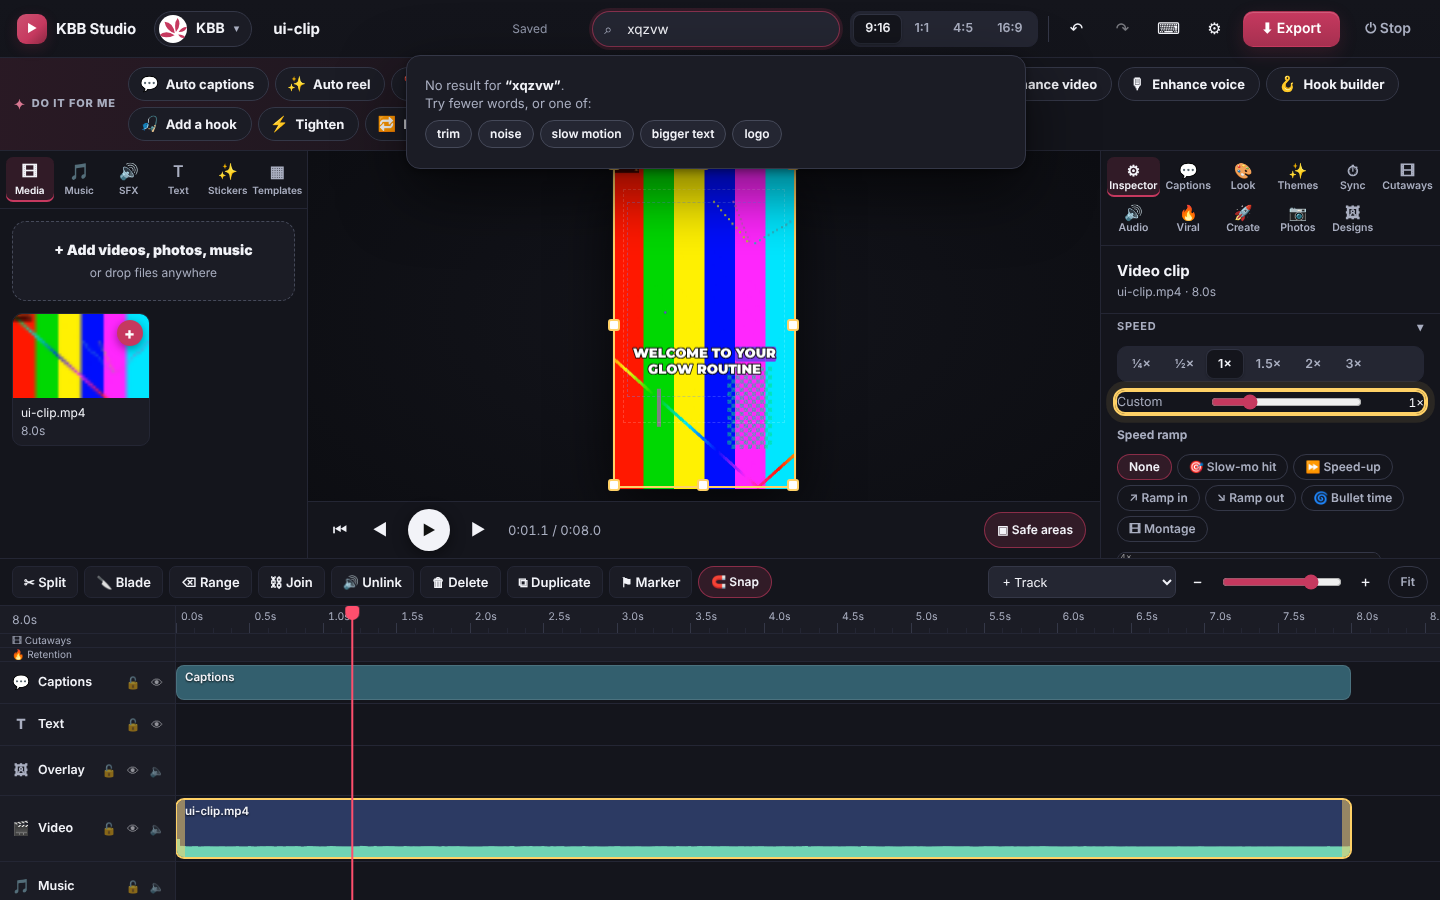 KBB Studio
KBB
ui-clip
Saved
xqzvw
9:16 1:1 4:5 16:9
Export
Stop
DO IT FOR ME
Auto captions
Auto reel
Enhance voice
Hook builder
Add a hook
Tighten
No result for “xqzvw”.
Try fewer words, or one of:
trim noise slow motion bigger text logo
Media Music SFX Text Stickers Templates
+ Add videos, photos, music
or drop files anywhere
ui-clip.mp4
8.0s
WELCOME TO YOUR
GLOW ROUTINE
0:01.1 / 0:08.0
Safe areas
Inspector Captions Look Themes Sync Cutaways
Audio Viral Create Photos Designs
Video clip
ui-clip.mp4 · 8.0s
SPEED
¼× ½× 1× 1.5× 2× 3×
Custom 1×
Speed ramp
None Slow-mo hit Speed-up
Ramp in Ramp out Bullet time
Montage
4x
Split Blade Range Join Unlink Delete Duplicate Marker Snap
+ Track
− + Fit
8.0s
0.0s 0.5s 1.0s 1.5s 2.0s 2.5s 3.0s 3.5s 4.0s 4.5s 5.0s 5.5s 6.0s 6.5s 7.0s 7.5s 8.0s
Cutaways
Retention
Captions
Captions
Text
Overlay
Video
ui-clip.mp4
Music